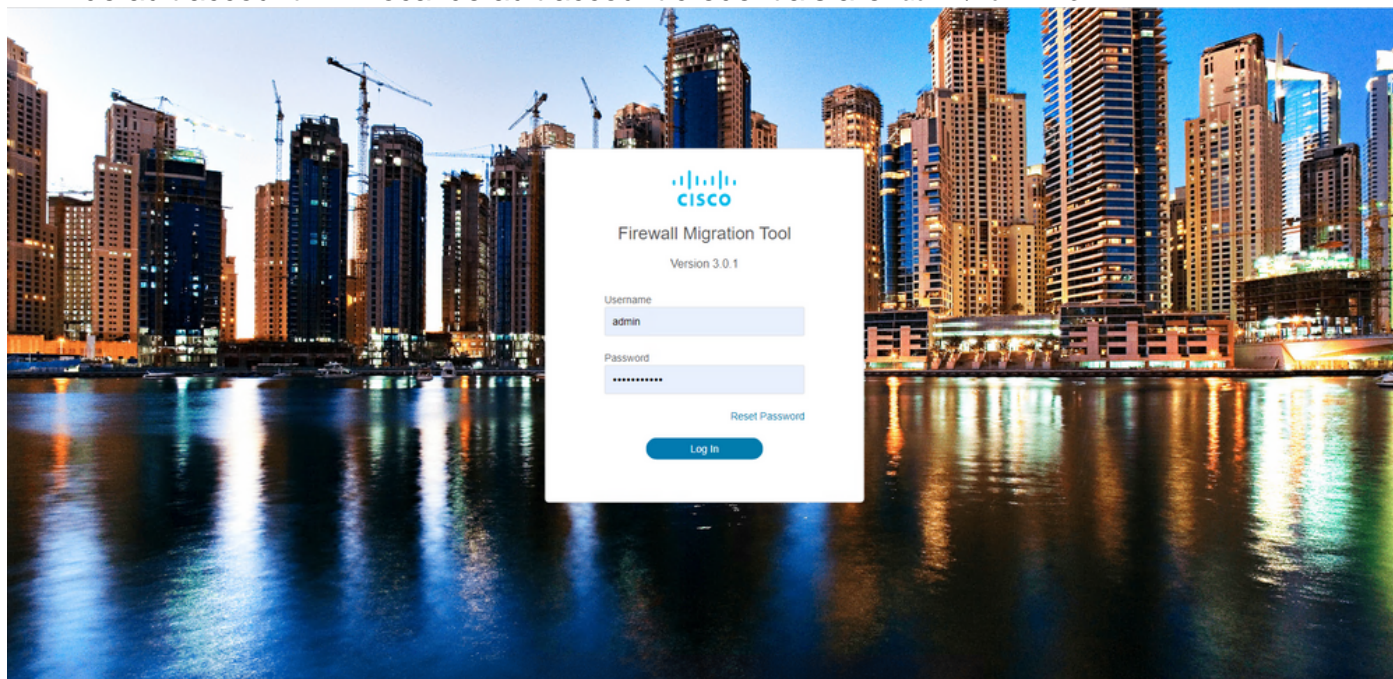 CISCO
Firewall Migration Tool
Version 3.0.1
Username
admin
Password
•••••••••••
Reset Password
Log In